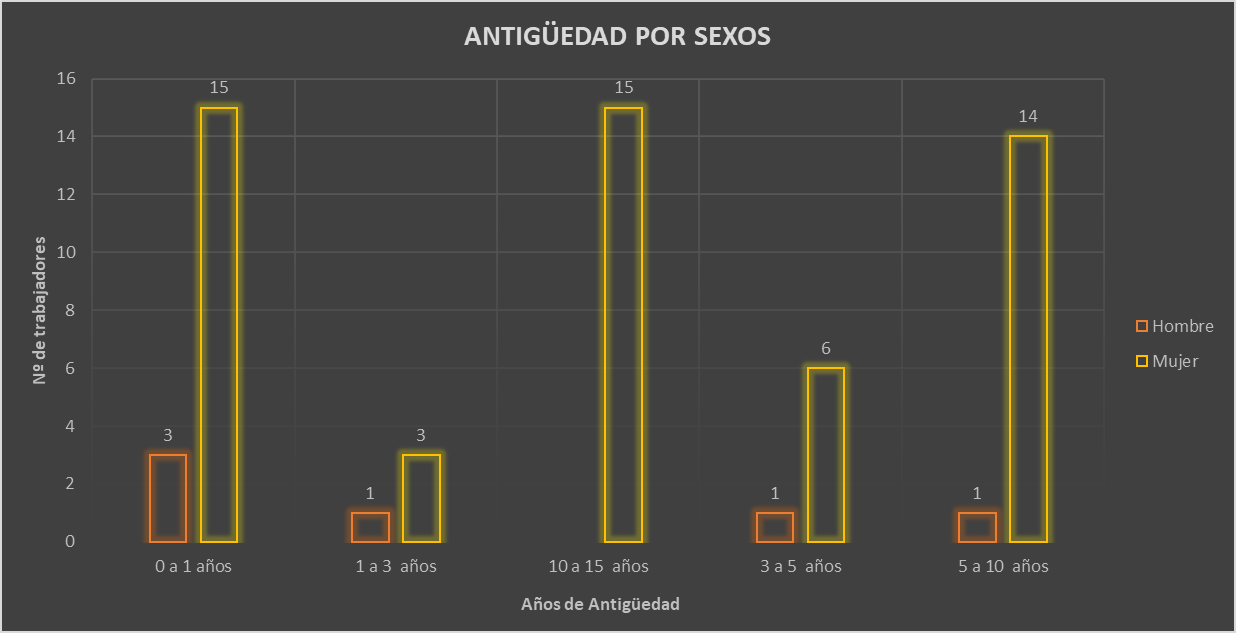 ANTIGÜEDAD POR SEXOS
16
14
12
10
8
6
4
2
0
Nº de trabajadores
3
15
1
3
15
1
6
1
14
0 a 1 años
1 a 3 años
10 a 15 años
3 a 5 años
5 a 10 años
Años de Antigüedad
Hombre
Mujer